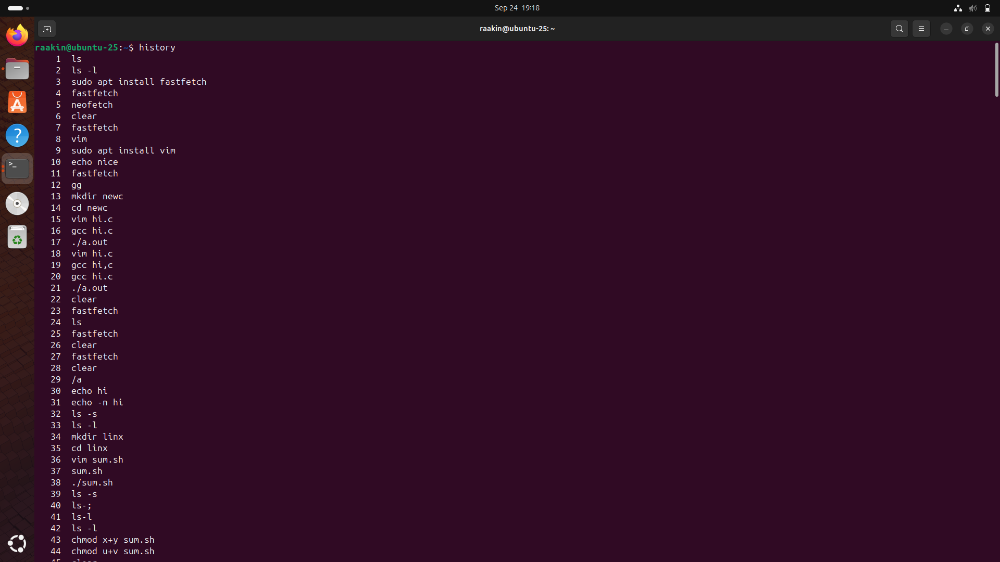 Sep 24 19:18
raakin@ubuntu-25: ~
raakin@ubuntu-25:~$ history
1 ls
2 ls -l
3 sudo apt install fastfetch
4 fastfetch
5 neofetch
6 clear
7 fastfetch
8 vim
9 sudo apt install vim
10 echo nice
11 fastfetch
12 gg
13 mkdir newc
14 cd newc
15 vim hi.c
16 gcc hi.c
17 ./a.out
18 vim hi.c
19 gcc hi,c
20 gcc hi.c
21 ./a.out
22 clear
23 fastfetch
24 ls
25 fastfetch
26 clear
27 fastfetch
28 clear
29 /a
30 echo hi
31 echo -n hi
32 ls -s
33 ls -l
34 mkdir linx
35 cd linx
36 vim sum.sh
37 sum.sh
38 ./sum.sh
39 ls -s
40 ls-;
41 ls-l
42 ls -l
43 chmod x+y sum.sh
44 chmod u+v sum.sh